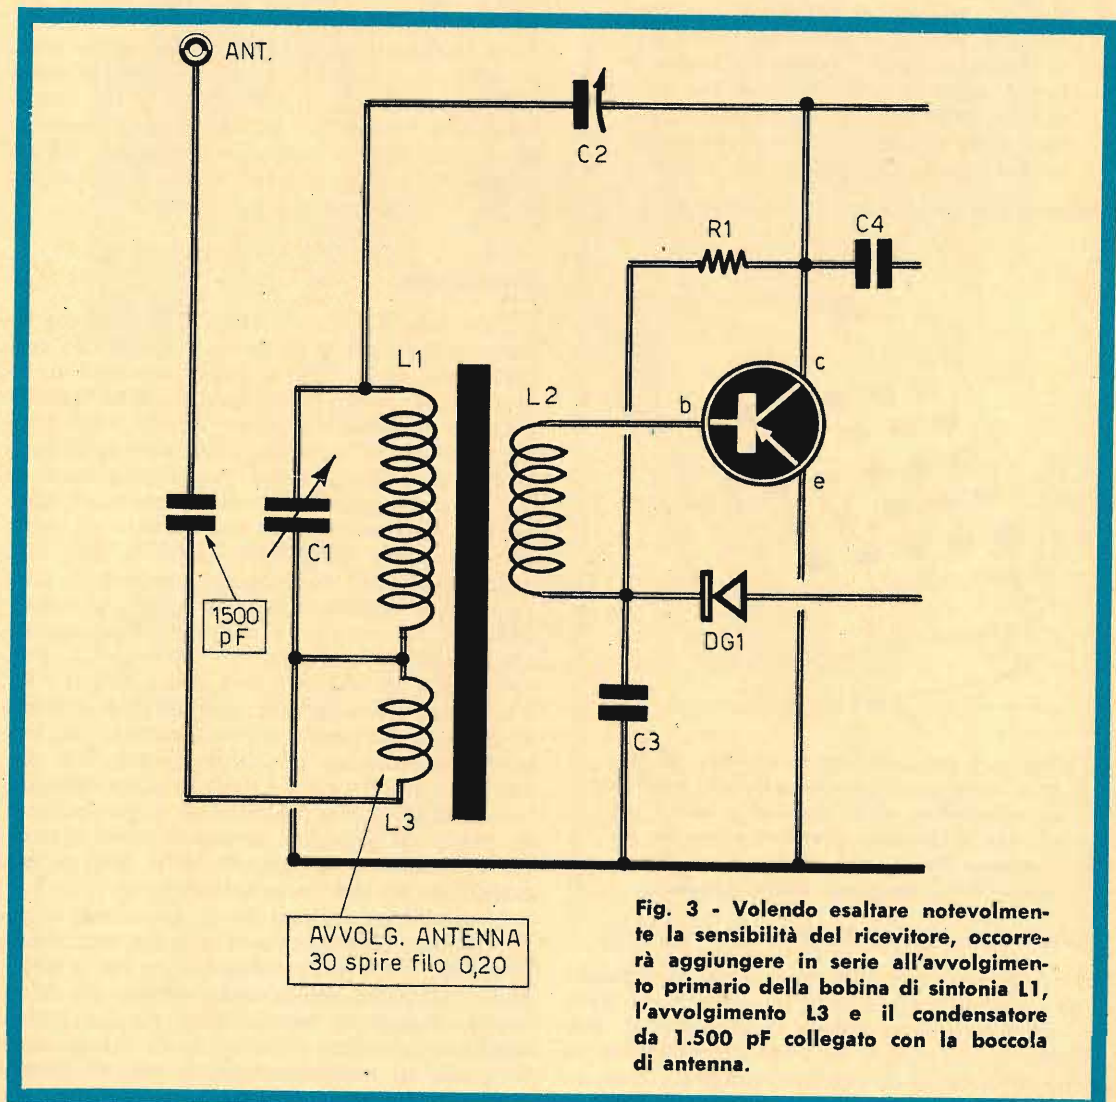 ANT.
C2
R1
C4
L1
c
L2
b
e
C1
1500
pF
DG1
C3
L3
AVVOLG. ANTENNA
30 spire filo 0,20
Fig. 3 - Volendo esaltare notevolmen-
te la sensibilità del ricevitore, occorre-
rà aggiungere in serie all'avvolgimen-
to primario della bobina di sintonia L1,
l'avvolgimento L3 e il condensatore
da 1.500 pF collegato con la boccola
di antenna.